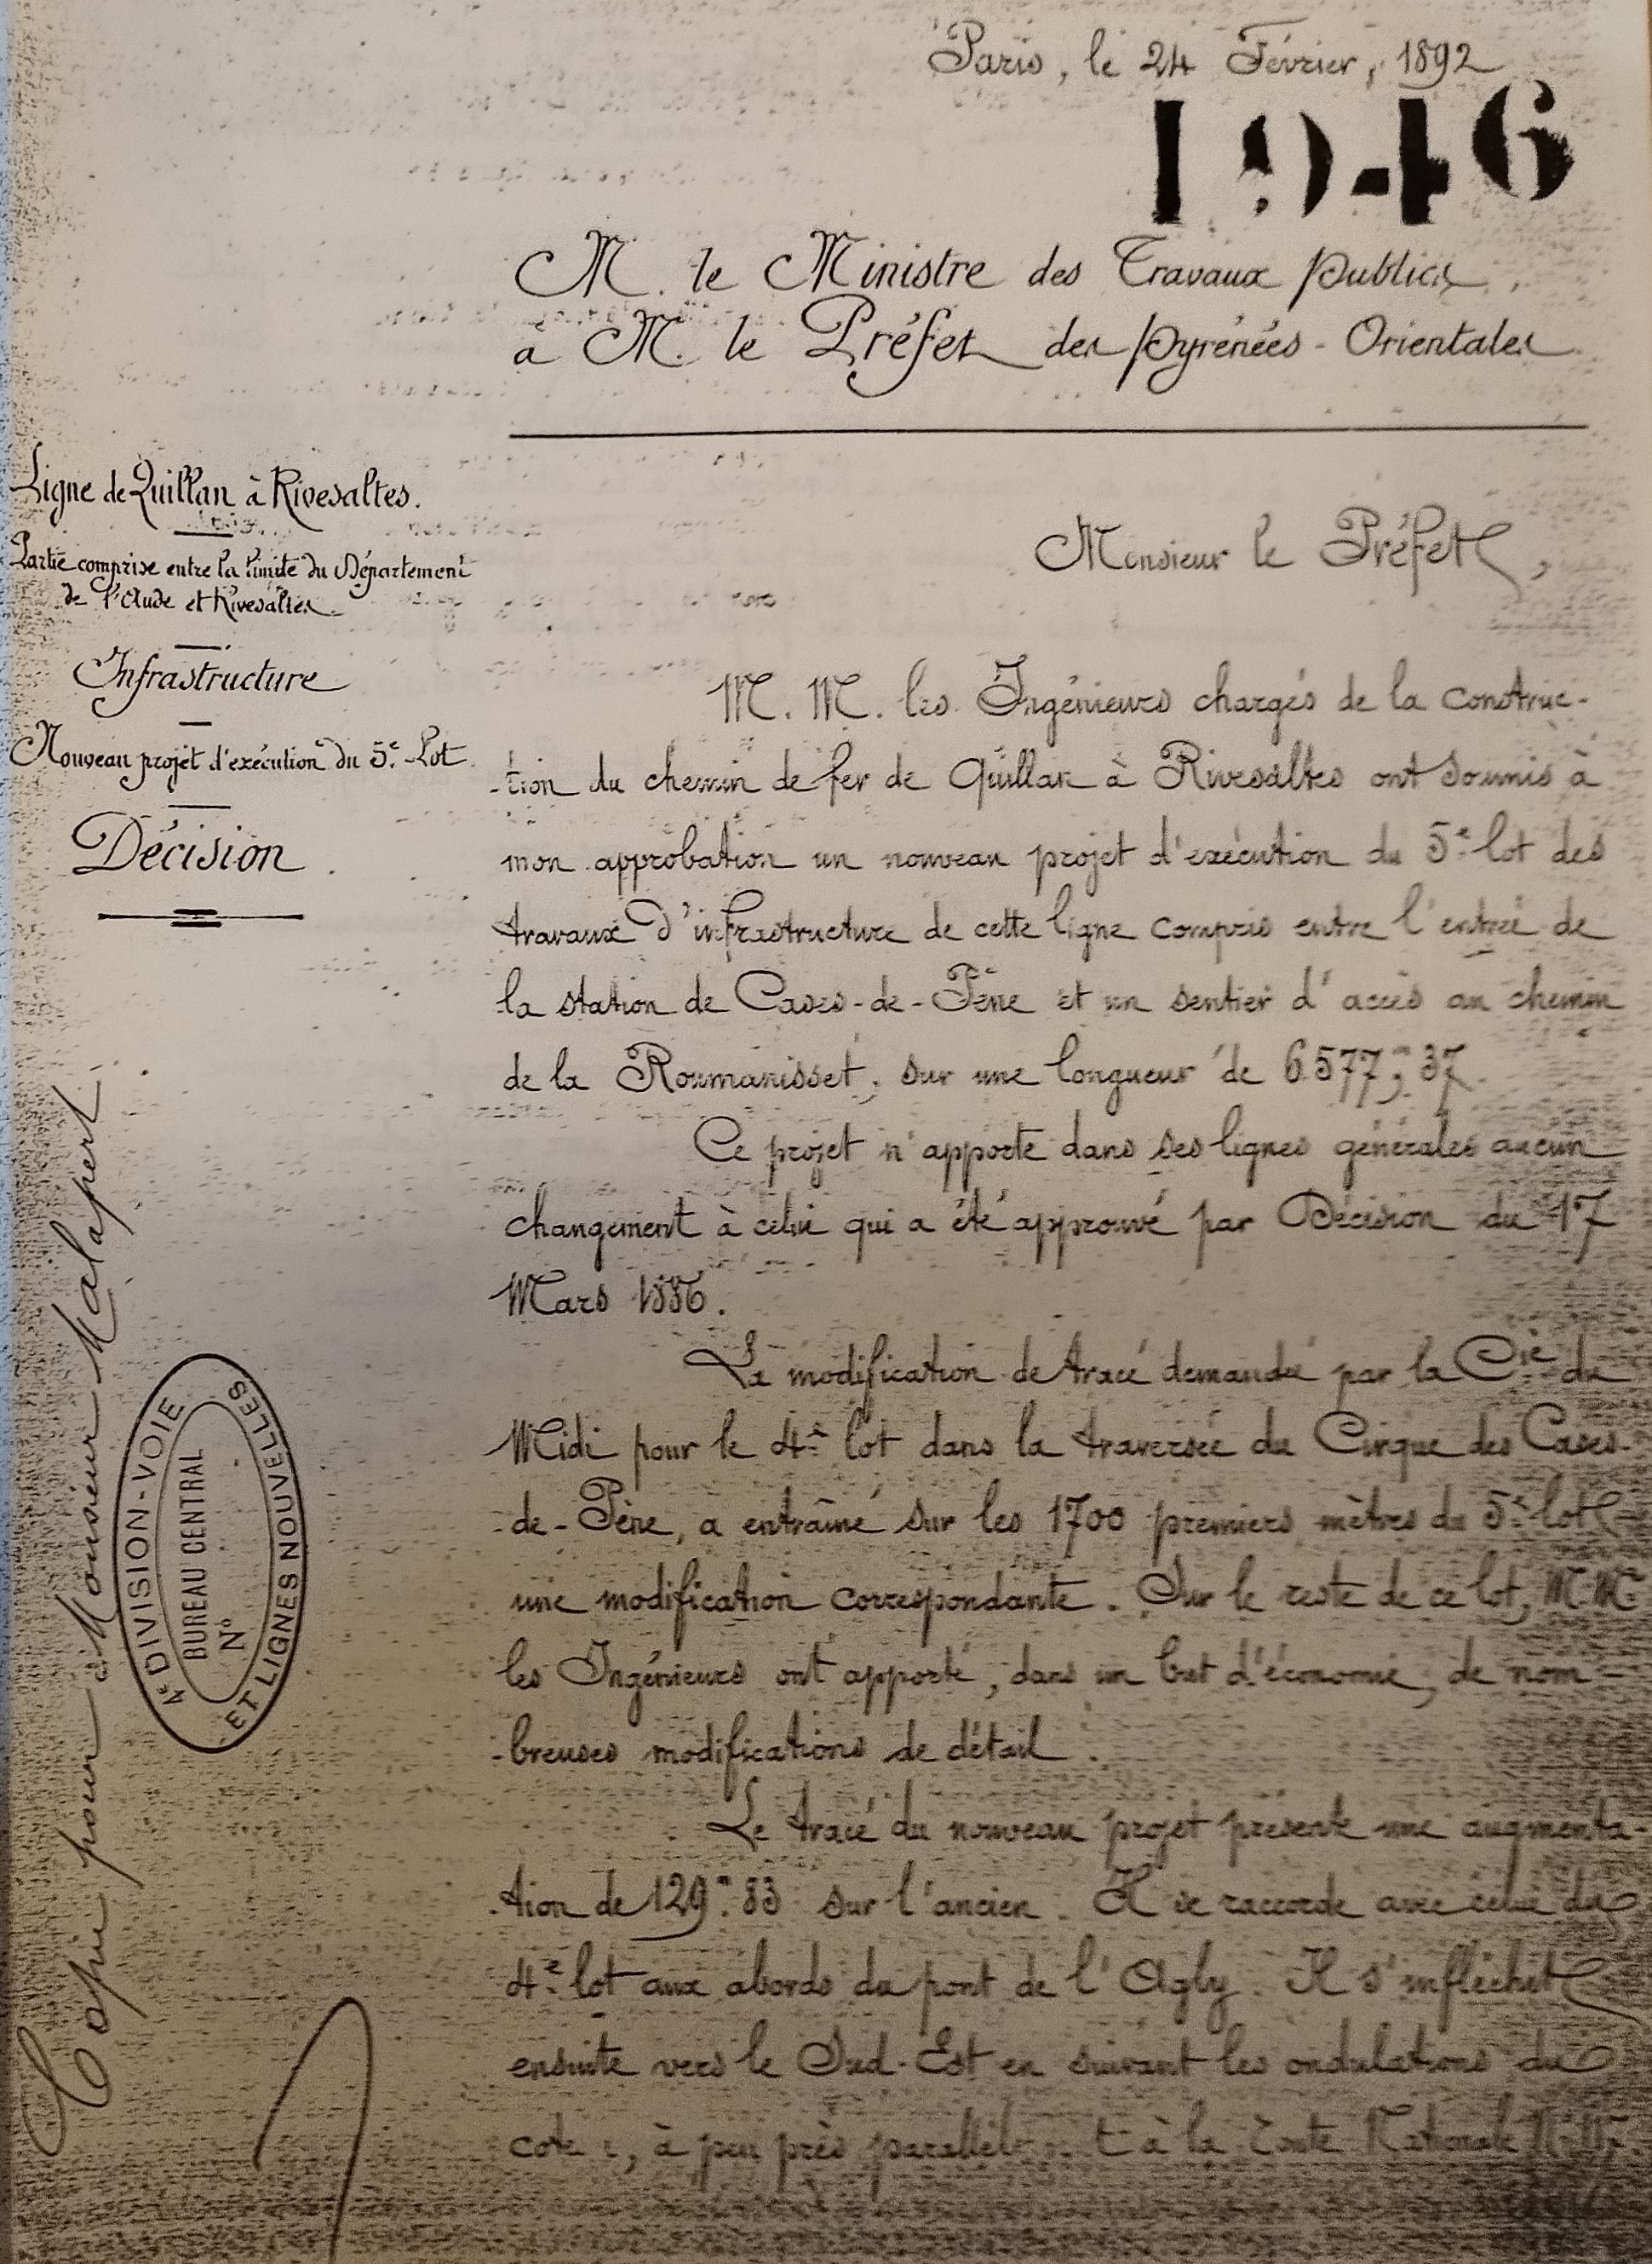 Paris, le 24 Février, 1892
1946
M. le Ministre des Travaux publics,
à M. le Préfet des Pyrénées-Orientales
Ligne de Quillan à Rivesaltes.
Partie comprise entre la limite du Département
de l'Aude et Rivesaltes.
Infrastructure
Nouveau projet d'exécution du 5e Lot.
Décision.
Monsieur le Préfet,
M. M. les Ingénieurs chargés de la construc-
-tion du chemin de fer de Quillan à Rivesaltes ont soumis à
mon approbation un nouveau projet d'exécution du 5e lot des
travaux d'infrastructure de cette ligne compris entre l'entrée de
la station de Cases-de-Pène et un sentier d'accès au chemin
de la Roumanisset, sur une longueur de 6.577,m 37.
Ce projet n'apporte dans ses lignes générales aucun
changement à celui qui a été approuvé par Décision du 17
Mars 1886.
La modification de tracé demandée par la Cie du
Midi pour le 4e lot dans la traversée du Cirque des Cases-
-de-Pène, a entraîné sur les 1700 premiers mètres du 5e lot
une modification correspondante. Sur le reste de ce lot, M.M.
les Ingénieurs ont apporté, dans un but d'économie, de nom-
-breuses modifications de détail.
Le tracé du nouveau projet présente une augmenta-
-tion de 129m.83 sur l'ancien. Il se raccorde avec celui du
4e lot aux abords du pont de l'Agly. Il s'infléchit
ensuite vers le Sud-Est en suivant les ondulations du
coteau, à peu près parallèlement à la Route Nationale
Copie pour Monsieur Malapert
4e DIVISION-VOIE
ET LIGNES NOUVELLES
BUREAU CENTRAL
N°